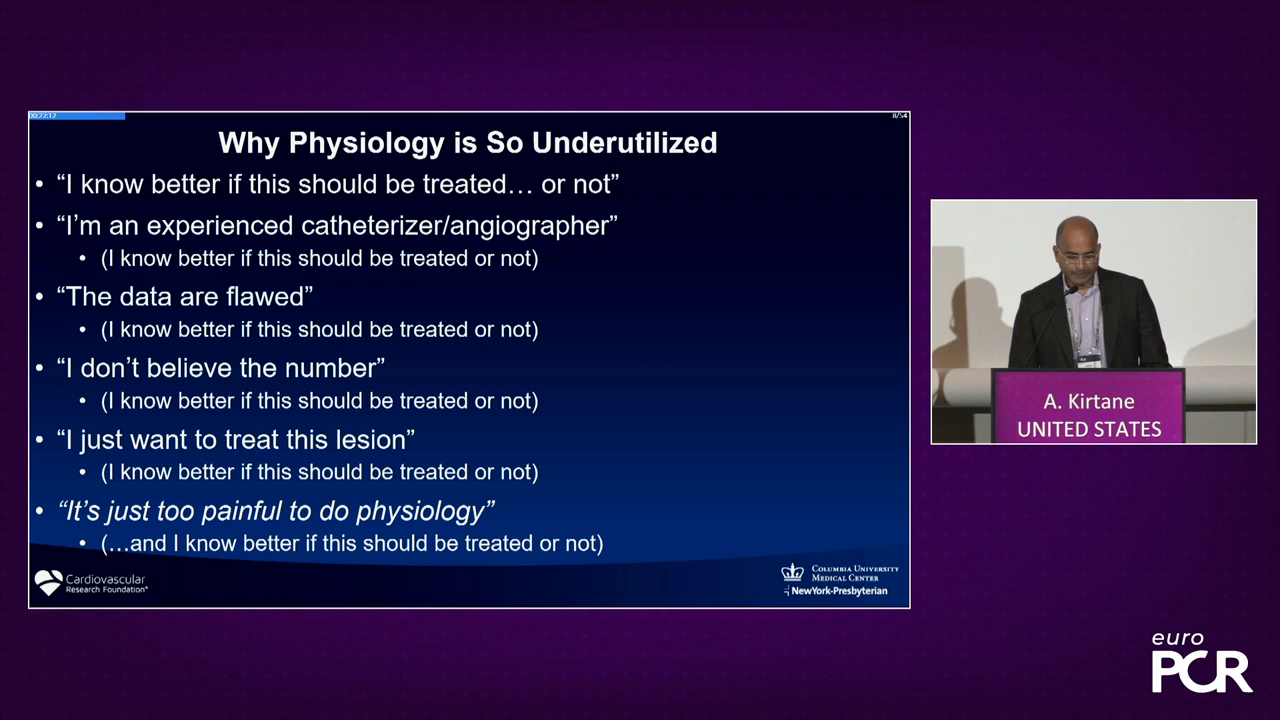 00:22:12
8/54
Why Physiology is So Underutilized
• “I know better if this should be treated… or not”
• “I’m an experienced catheterizer/angiographer”
• (I know better if this should be treated or not)
• “The data are flawed”
• (I know better if this should be treated or not)
• “I don’t believe the number”
• (I know better if this should be treated or not)
• “I just want to treat this lesion”
• (I know better if this should be treated or not)
• “It’s just too painful to do physiology”
• (…and I know better if this should be treated or not)
Cardiovascular
Research Foundation®
COLUMBIA UNIVERSITY
MEDICAL CENTER
NewYork-Presbyterian
A. Kirtane
UNITED STATES
euro
PCR